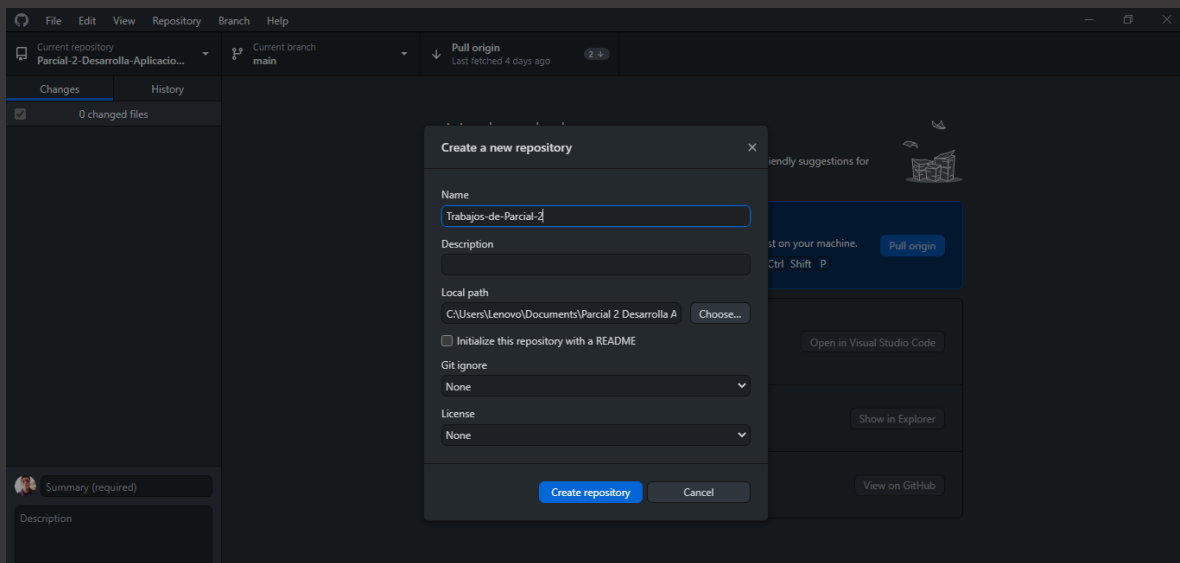 File Edit View Repository Branch Help
Current repository
Parcial-2-Desarrolla-Aplicacio...
Current branch
main
Pull origin
Last fetched 4 days ago
2
Changes History
0 changed files
Create a new repository
iendly suggestions for
Name
Trabajos-de-Parcial-2
Description
st on your machine.
Pull origin
Ctrl Shift P
Local path
C:\Users\Lenovo\Documents\Parcial 2 Desarrolla A
Choose...
Initialize this repository with a README
Open in Visual Studio Code
Git ignore
None
License
Show in Explorer
None
Summary (required)
Create repository Cancel
View on GitHub
Description